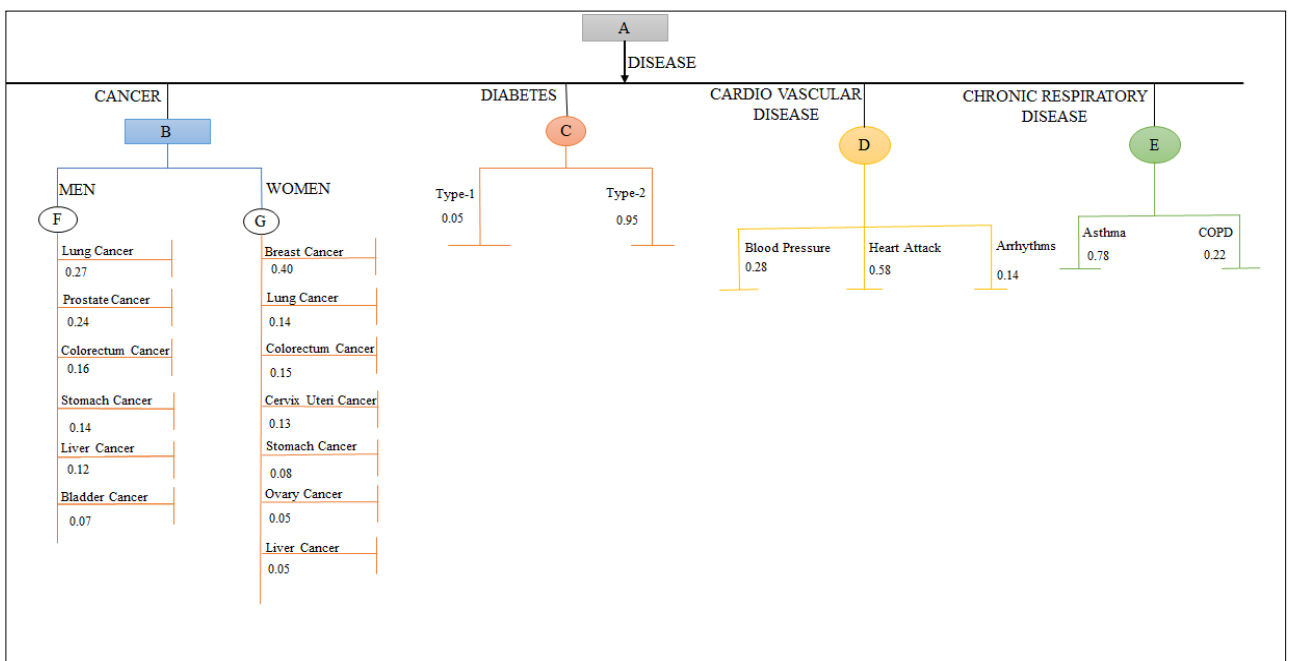 A
DISEASE
CANCER
DIABETES
CARDIO VASCULAR
DISEASE
CHRONIC RESPIRATORY
DISEASE
B
C
D
E
MEN
WOMEN
F
G
Lung Cancer
0.27
Prostate Cancer
0.24
Colorectum Cancer
0.16
Stomach Cancer
0.14
Liver Cancer
0.12
Bladder Cancer
0.07
Breast Cancer
0.40
Lung Cancer
0.14
Colorectum Cancer
0.15
Cervix Uteri Cancer
0.13
Stomach Cancer
0.08
Ovary Cancer
0.05
Liver Cancer
0.05
Type-1
0.05
Type-2
0.95
Blood Pressure
0.28
Heart Attack
0.58
Arrhythms
0.14
Asthma
0.78
COPD
0.22